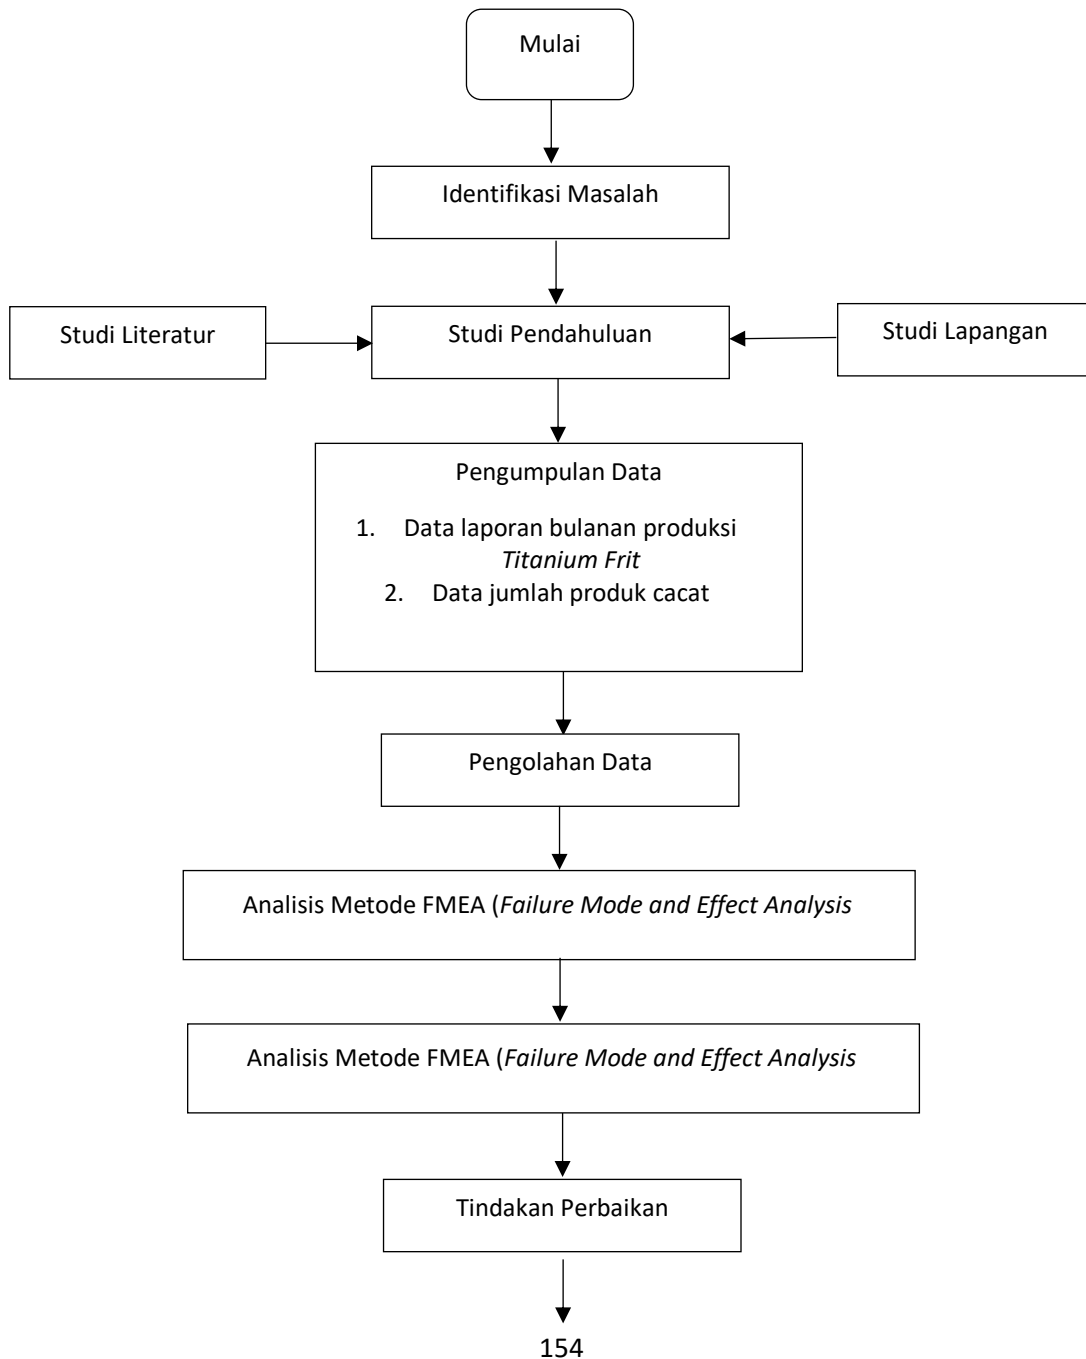 Mulai
Identifikasi Masalah
Studi Literatur
Studi Pendahuluan
Studi Lapangan
Pengumpulan Data
1. Data laporan bulanan produksi
Titanium Frit
2. Data jumlah produk cacat
Pengolahan Data
Analisis Metode FMEA (Failure Mode and Effect Analysis
Analisis Metode FMEA (Failure Mode and Effect Analysis
Tindakan Perbaikan
154